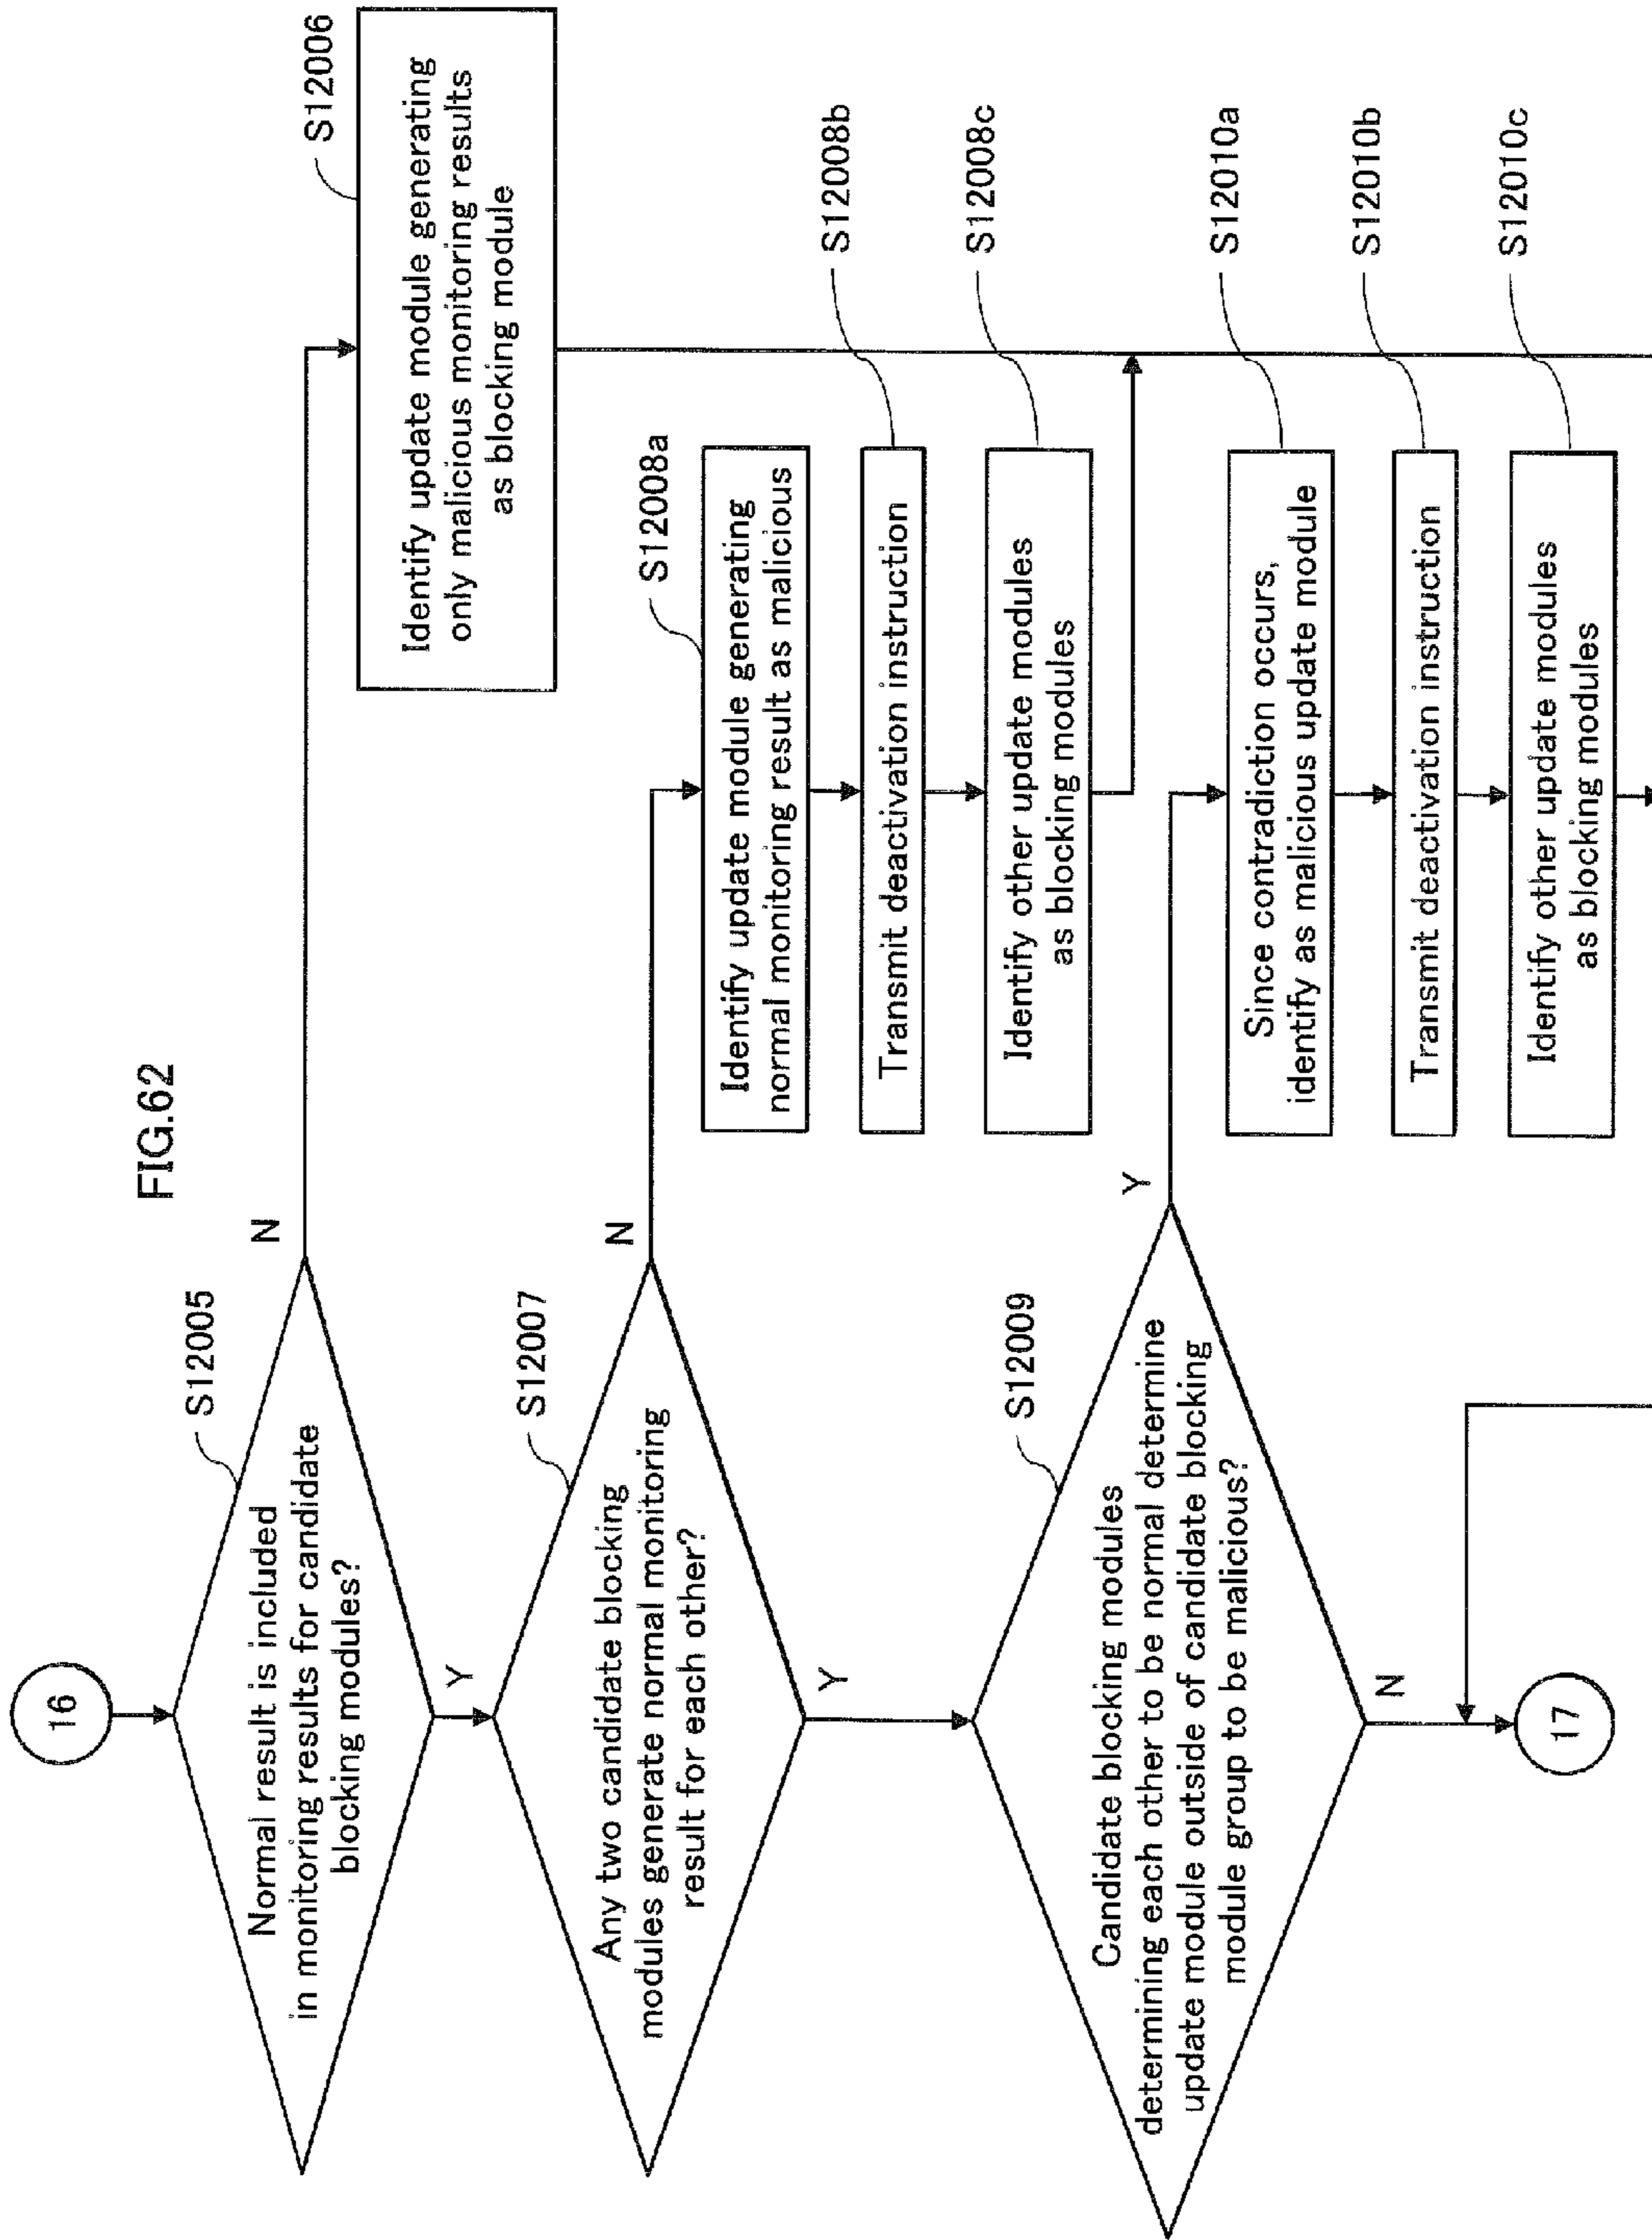 FIG.62
16
S12005
Normal result is included
in monitoring results for candidate
blocking modules?
N
Y
S12006
Identify update module generating
only malicious monitoring results
as blocking module
S12007
Any two candidate blocking
modules generate normal monitoring
result for each other?
N
Y
S12008a
Identify update module generating
normal monitoring result as malicious
S12008b
Transmit deactivation instruction
S12008c
Identify other update modules
as blocking modules
S12009
Candidate blocking modules
determining each other to be normal determine
update module outside of candidate blocking
module group to be malicious?
Y
N
S12010a
Since contradiction occurs,
identify as malicious update module
S12010b
Transmit deactivation instruction
S12010c
Identify other update modules
as blocking modules
17